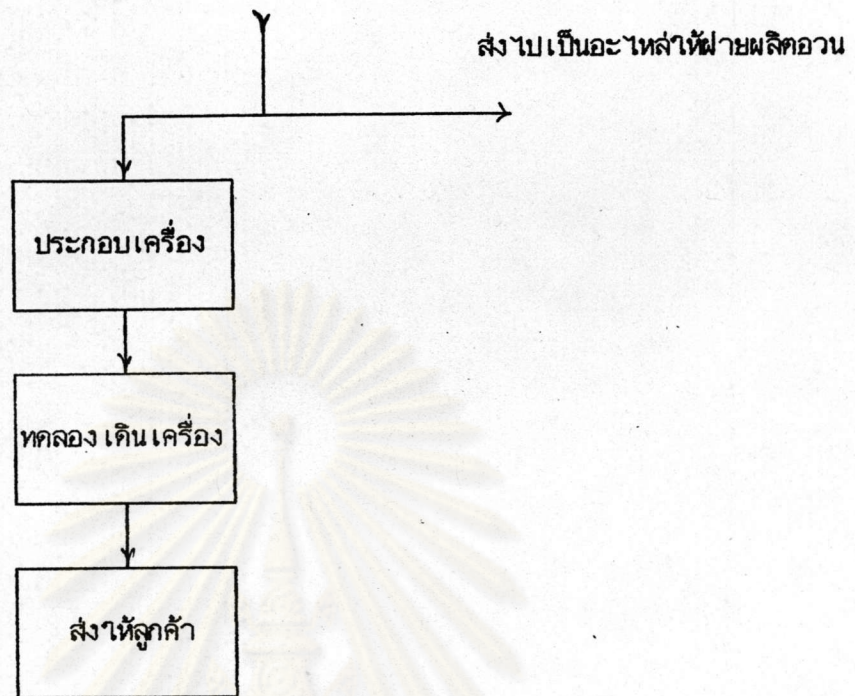 ส่งไปเป็นอะไหล่ให้ฝ่ายผลิตอวน
ประกอบเครื่อง
ทดลองเดินเครื่อง
ส่งให้ลูกค้า